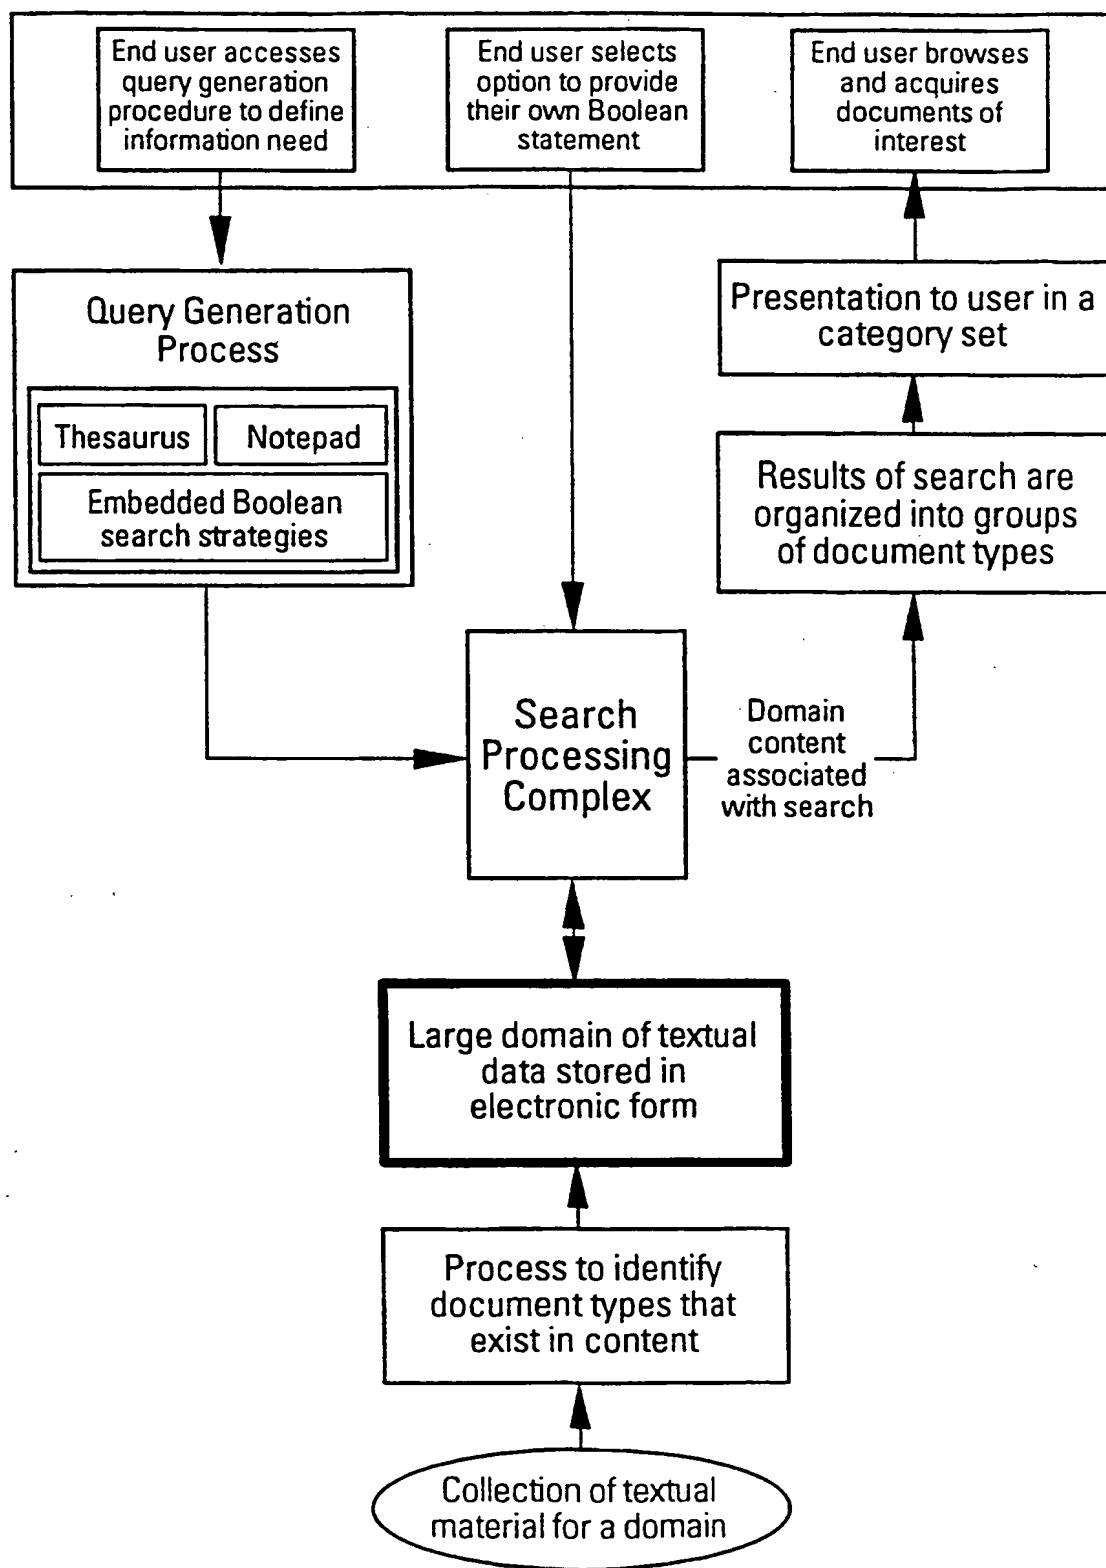 End user accesses
query generation
procedure to define
information need
End user selects
option to provide
their own Boolean
statement
End user browses
and acquires
documents of
interest
Query Generation
Process
Thesaurus
Notepad
Embedded Boolean
search strategies
Presentation to user in a
category set
Results of search are
organized into groups
of document types
Search
Processing
Complex
Domain
content
associated
with search
Large domain of textual
data stored in
electronic form
Process to identify
document types that
exist in content
Collection of textual
material for a domain